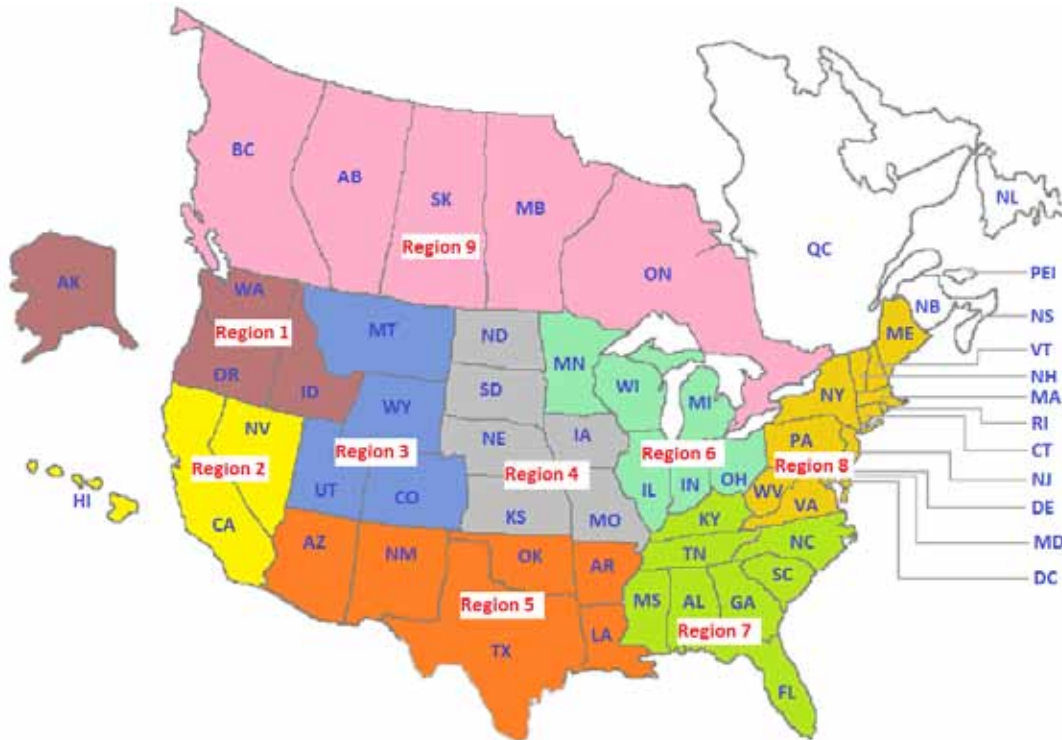 BC
AB
SK
MB
Region 9
ON
QC
NL
PEI
NB
NS
AK
WA
Region 1
OR
ID
MT
WY
Region 3
UT
CO
ND
SD
NE
IA
Region 4
KS
MO
MN
WI
MI
Region 6
IL
IN
OH
ME
VT
NH
MA
NY
RI
CT
PA
Region 8
NJ
WV
VA
DE
MD
DC
NV
Region 2
CA
HI
AZ
NM
OK
AR
Region 5
TX
LA
KY
TN
NC
SC
MS
AL
GA
Region 7
FL